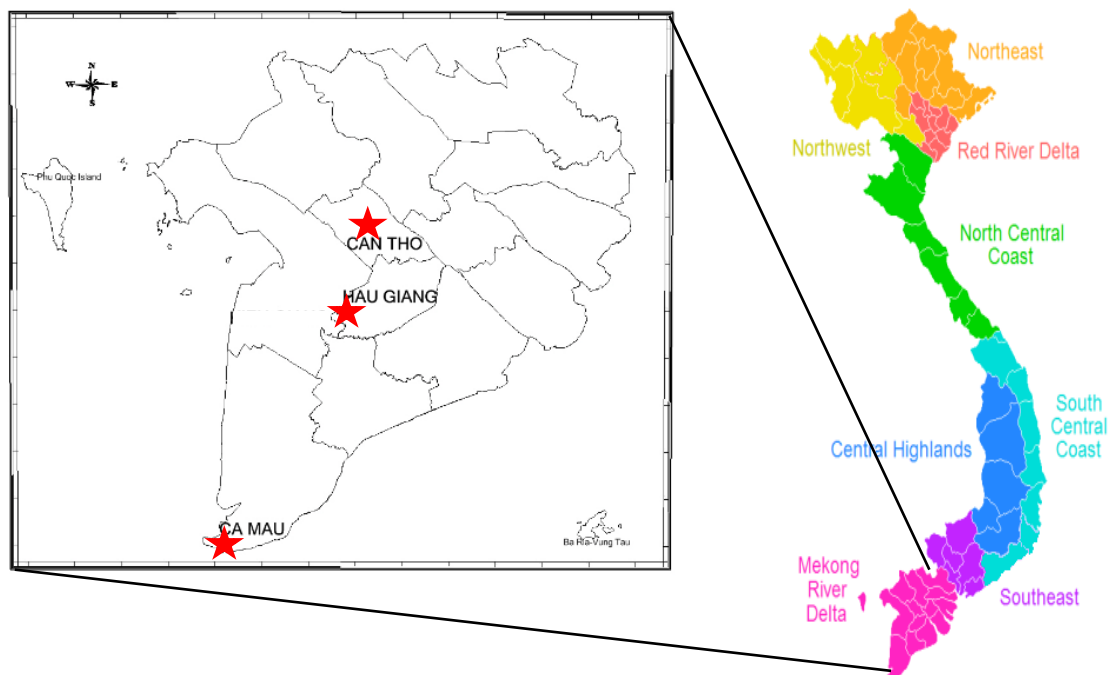 N
W E
S
Phu Quoc Island
CAN THO
HAU GIANG
CA MAU
Ba Ria-Vung Tau
Northeast
Northwest
Red River Delta
North Central
Coast
South
Central
Coast
Central Highlands
Mekong
River
Delta
Southeast